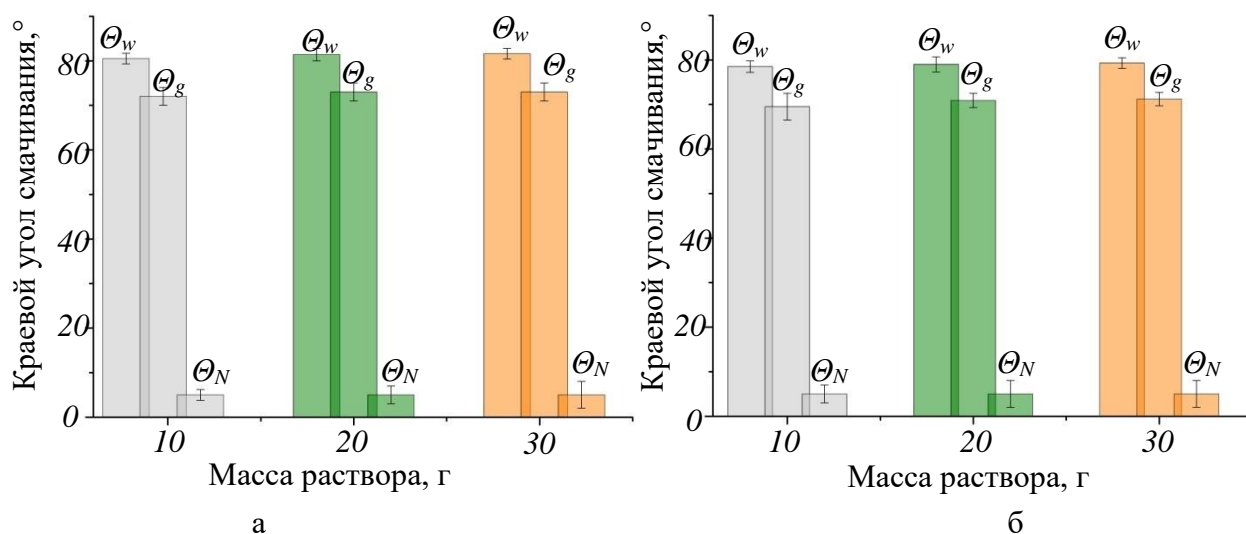 Краевой угол смачивания,°
80
60
40
20
0
Θw
Θg
ΘN
Θw
Θg
ΘN
Θw
Θg
ΘN
10
20
30
Масса раствора, г
а
Краевой угол смачивания,°
80
60
40
20
0
Θw
Θg
ΘN
Θw
Θg
ΘN
Θw
Θg
ΘN
10
20
30
Масса раствора, г
б